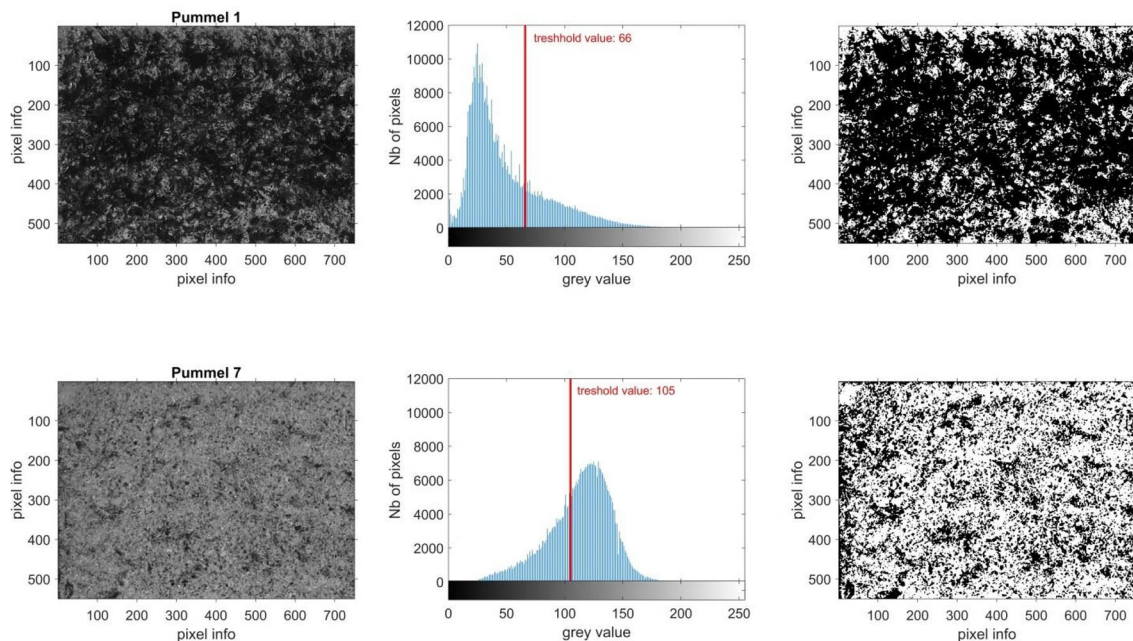 Pummel 1
pixel info
100
200
300
400
500
100 200 300 400 500 600 700
pixel info
Nb of pixels
12000
10000
8000
6000
4000
2000
0
treshhold value: 66
0 50 100 150 200 250
grey value
pixel info
100
200
300
400
500
100 200 300 400 500 600 700
pixel info
Pummel 7
pixel info
100
200
300
400
500
100 200 300 400 500 600 700
pixel info
Nb of pixels
12000
10000
8000
6000
4000
2000
0
treshold value: 105
0 50 100 150 200 250
grey value
pixel info
100
200
300
400
500
100 200 300 400 500 600 700
pixel info